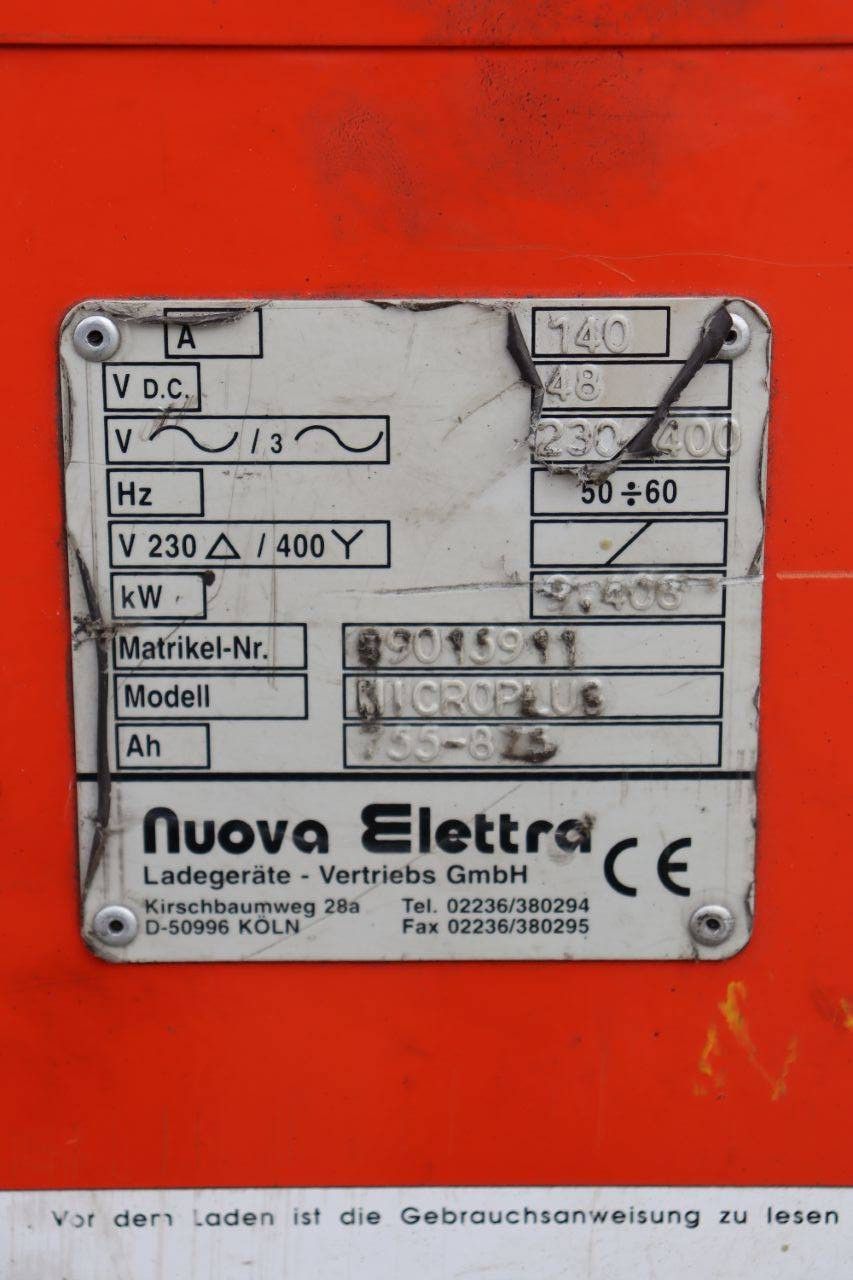 A 140
V D.C. 48
V / 3 230 400
Hz 50÷60
V 230 △ / 400 Y
kW 9.408
Matrikel-Nr.
Modell MICROPLUS
Ah
Nuova Elettra
Ladegeräte - Vertriebs GmbH CE
Kirschbaumweg 28a Tel. 02236/380294
D-50996 KÖLN Fax 02236/380295
Vor dem Laden ist die Gebrauchsanweisung zu lesen